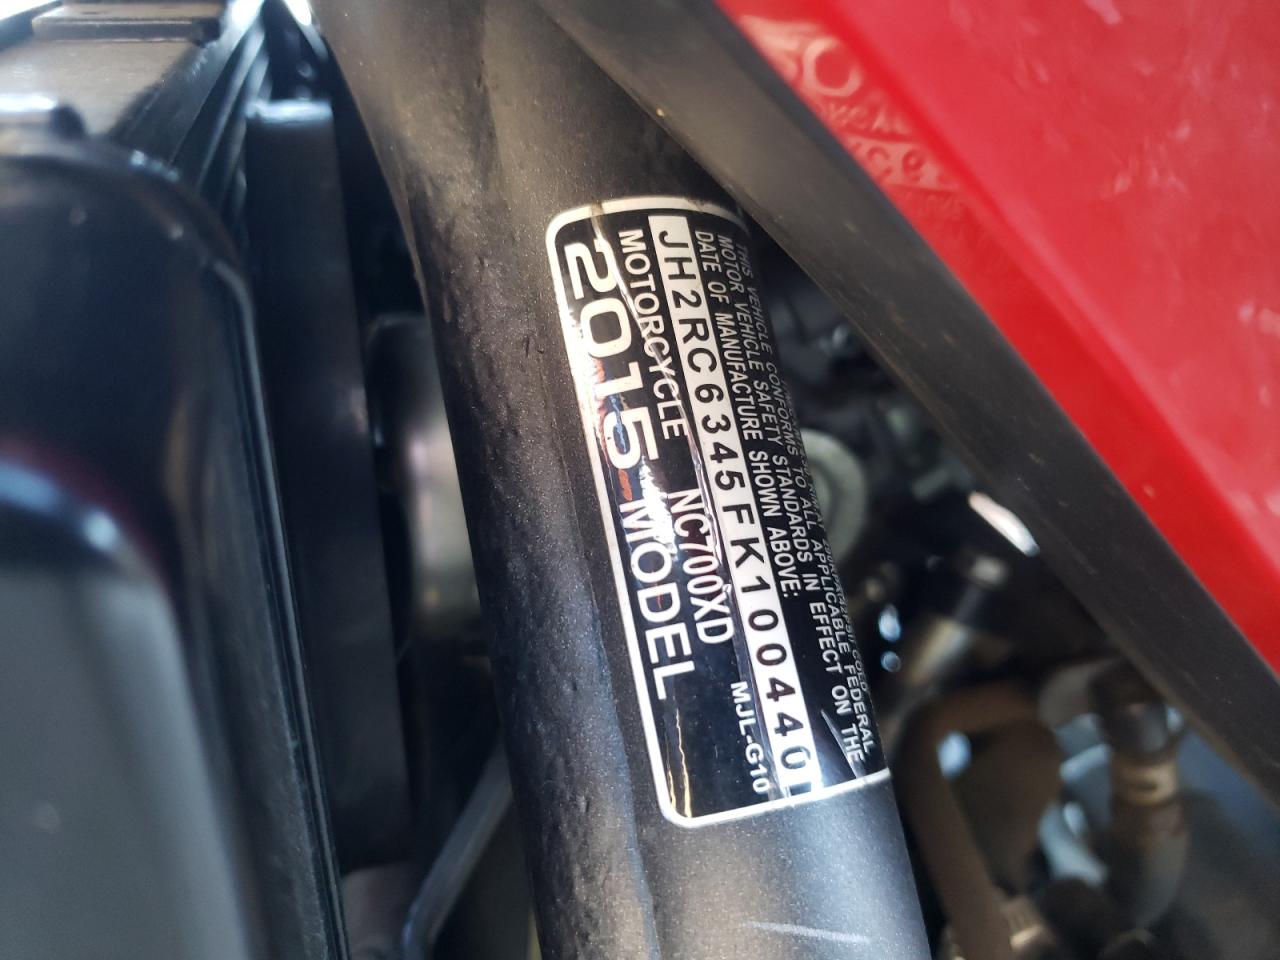 THIS VEHICLE CONFORMS TO ALL APPLICABLE FEDERAL
MOTOR VEHICLE SAFETY STANDARDS IN EFFECT ON THE
DATE OF MANUFACTURE SHOWN ABOVE:
JH2RC6345FK100440
MOTORCYCLE NC700XD MJL-G10
2015 MODEL